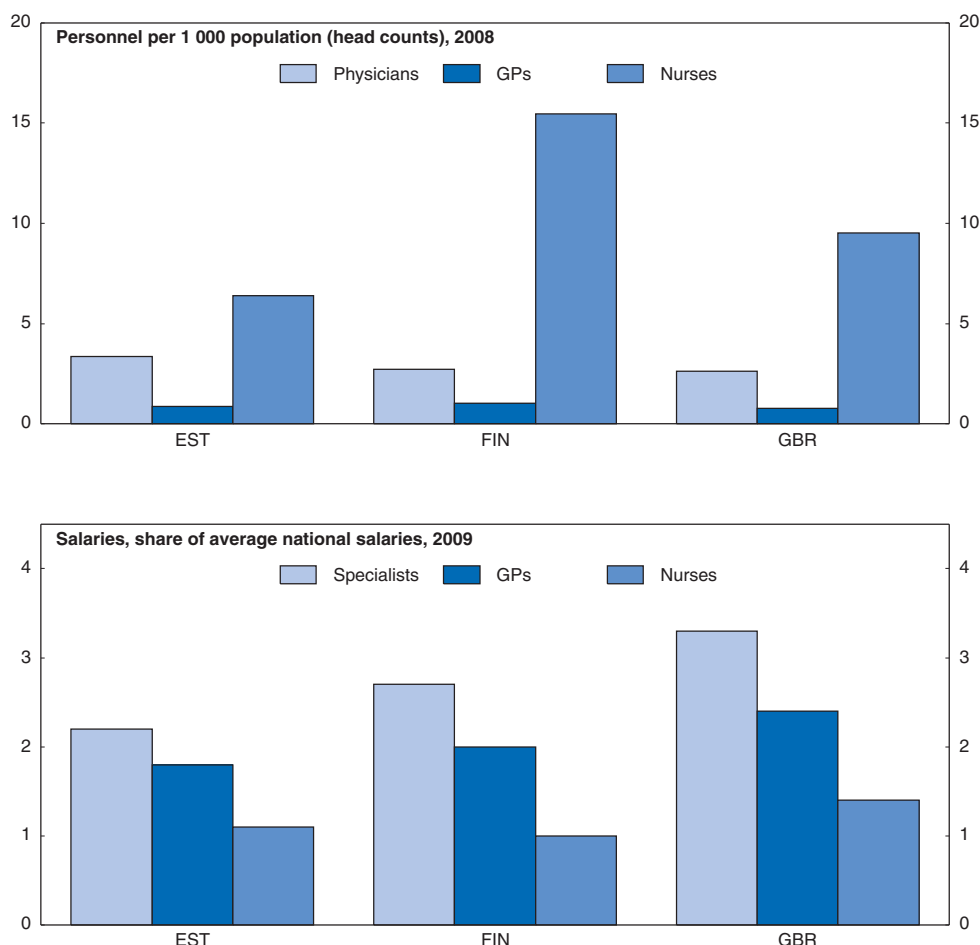 Personnel per 1 000 population (head counts), 2008
Physicians GPs Nurses
20 20
15 15
10 10
5 5
0 0
EST FIN GBR
Salaries, share of average national salaries, 2009
Specialists GPs Nurses
4 4
3 3
2 2
1 1
0 0
EST FIN GBR